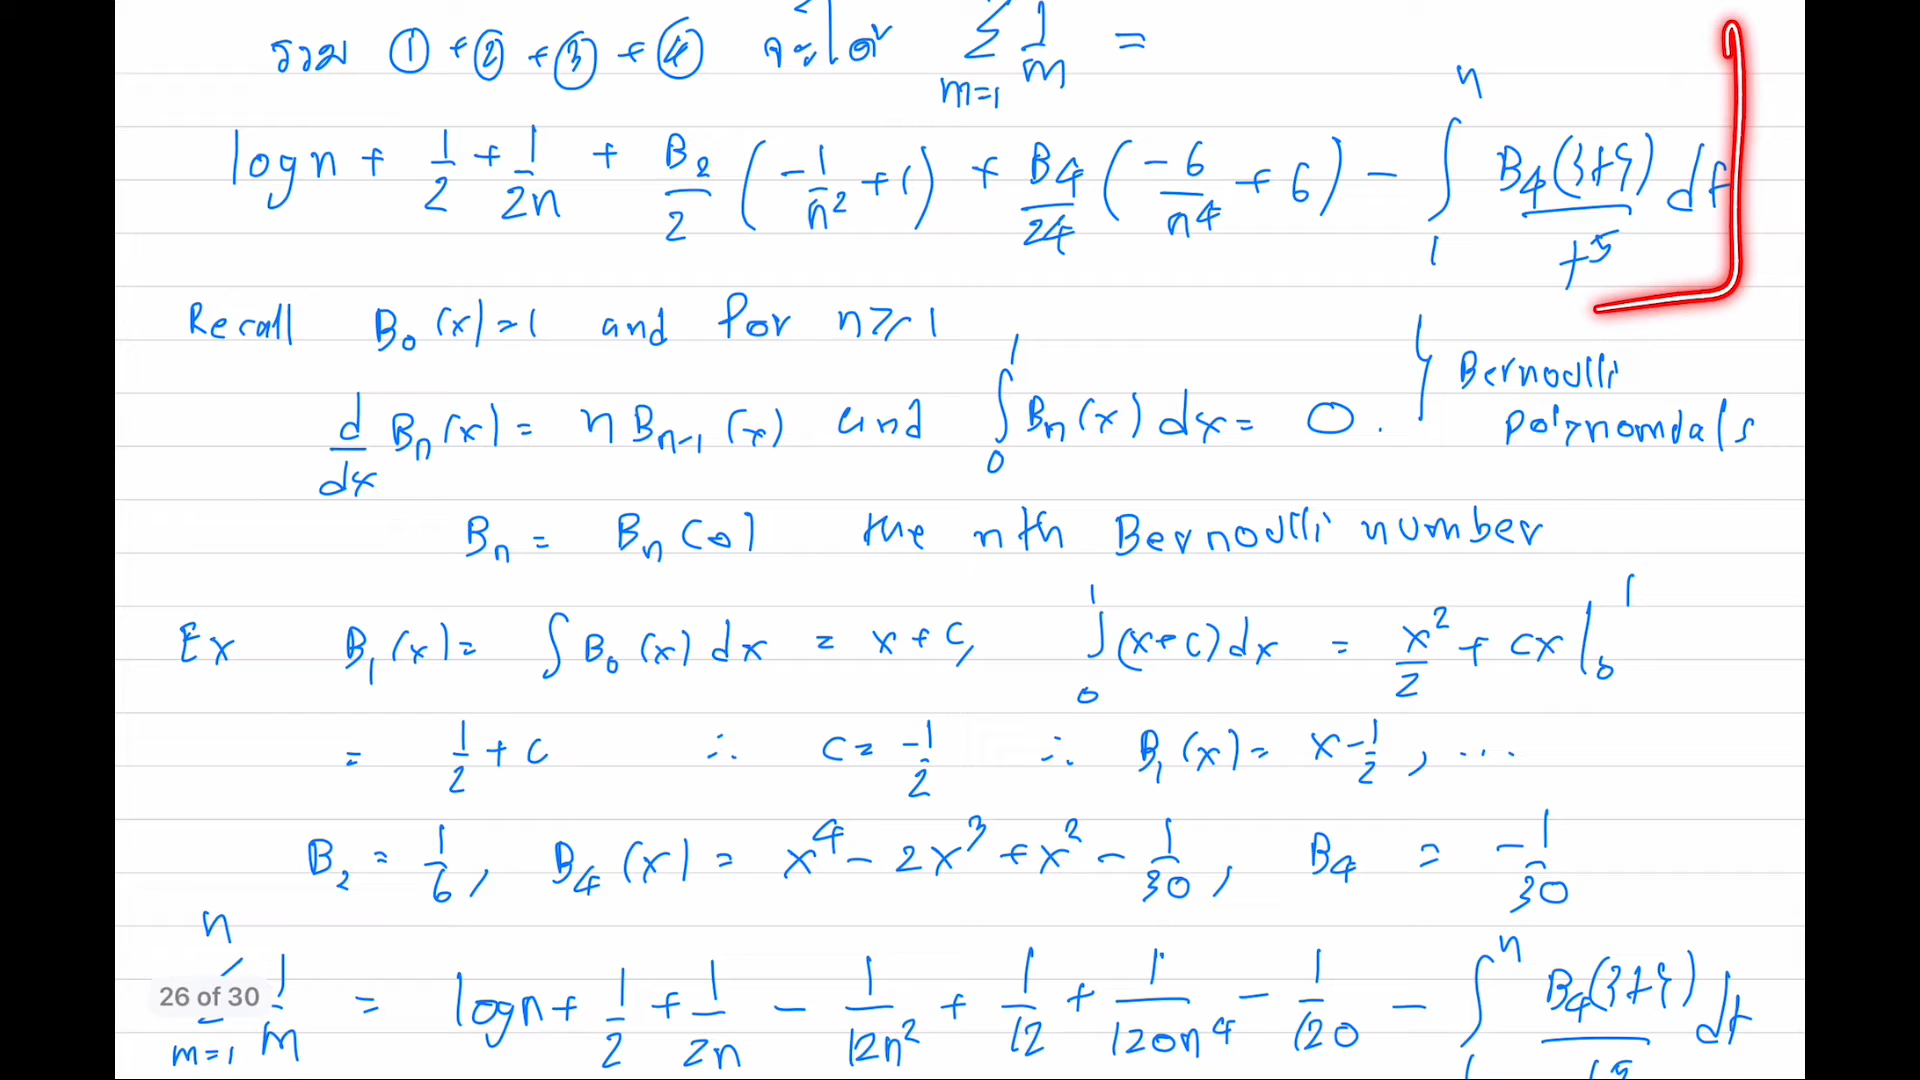 รวม ① + ② + ③ + ④ จะได้ว่า ∑_{m=1} 1/m =
log n + 1/2 + 1/2n + B₂/2 (-1/n² + 1) + B₄/24 (-6/n⁴ + 6) - ∫₁ⁿ B₄({t})/t⁵ dt
Recall B₀(x) = 1 and for n ≥ 1
d/dx Bₙ(x) = n Bₙ₋₁(x) and ∫₀¹ Bₙ(x) dx = 0. } Bernoulli polynomials
Bₙ = Bₙ(0) the nth Bernoulli number
Ex B₁(x) = ∫ B₀(x) dx = x + c, ∫₀¹ (x+c) dx = x²/2 + cx |₀¹
= 1/2 + c ∴ c = -1/2 ∴ B₁(x) = x - 1/2, ...
B₂ = 1/6, B₄(x) = x⁴ - 2x³ + x² - 1/30, B₄ = -1/30
∑_{m=1}^{n} 1/m = log n + 1/2 + 1/2n - 1/12n² + 1/12 + 1/120n⁴ - 1/120 - ∫₁ⁿ B₄({t})/t⁵ dt
26 of 30